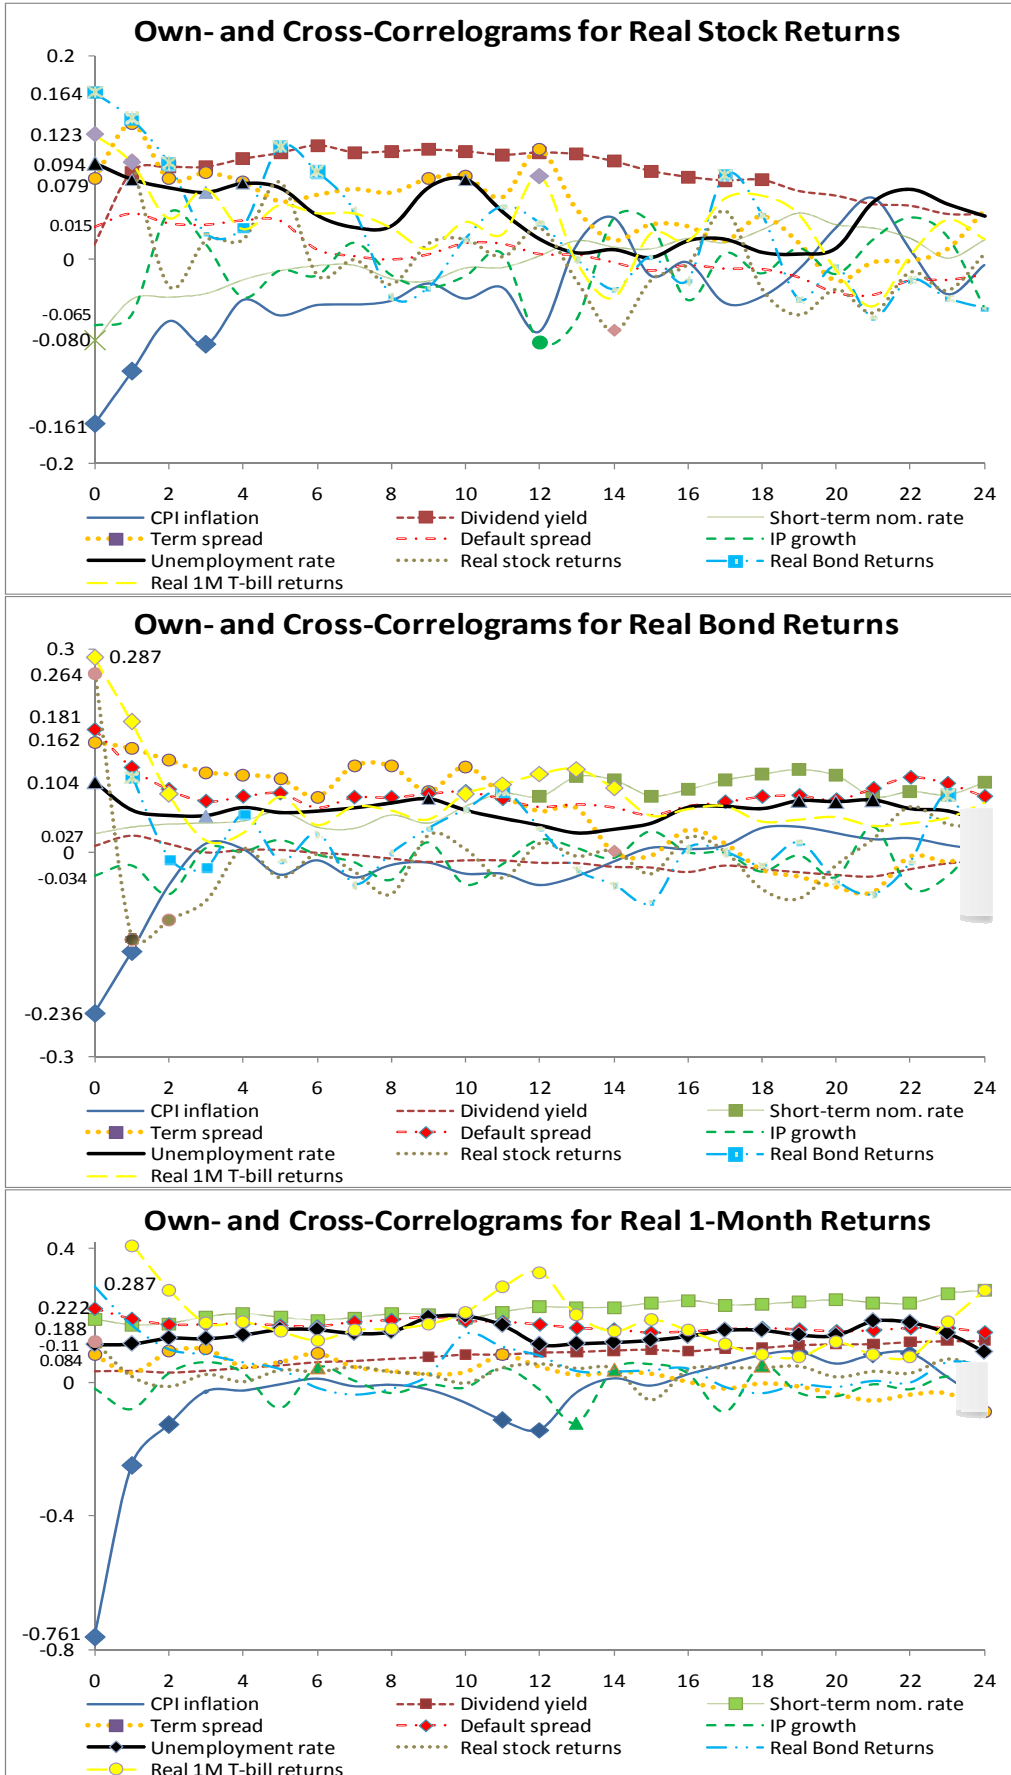 Own- and Cross-Correlograms for Real Stock Returns
0.2
0.164
0.123
0.094
0.079
0.015
0
-0.065
-0.080
-0.161
-0.2
0 2 4 6 8 10 12 14 16 18 20 22 24
CPI inflation Dividend yield Short-term nom. rate
Term spread Default spread IP growth
Unemployment rate Real stock returns Real Bond Returns
Real 1M T-bill returns
Own- and Cross-Correlograms for Real Bond Returns
0.3
0.287
0.264
0.181
0.162
0.104
0.027
0
-0.034
-0.236
-0.3
0 2 4 6 8 10 12 14 16 18 20 22 24
CPI inflation Dividend yield Short-term nom. rate
Term spread Default spread IP growth
Unemployment rate Real stock returns Real Bond Returns
Real 1M T-bill returns
Own- and Cross-Correlograms for Real 1-Month Returns
0.4
0.287
0.222
0.188
-0.11
0.084
0
-0.4
-0.761
-0.8
0 2 4 6 8 10 12 14 16 18 20 22 24
CPI inflation Dividend yield Short-term nom. rate
Term spread Default spread IP growth
Unemployment rate Real stock returns Real Bond Returns
Real 1M T-bill returns